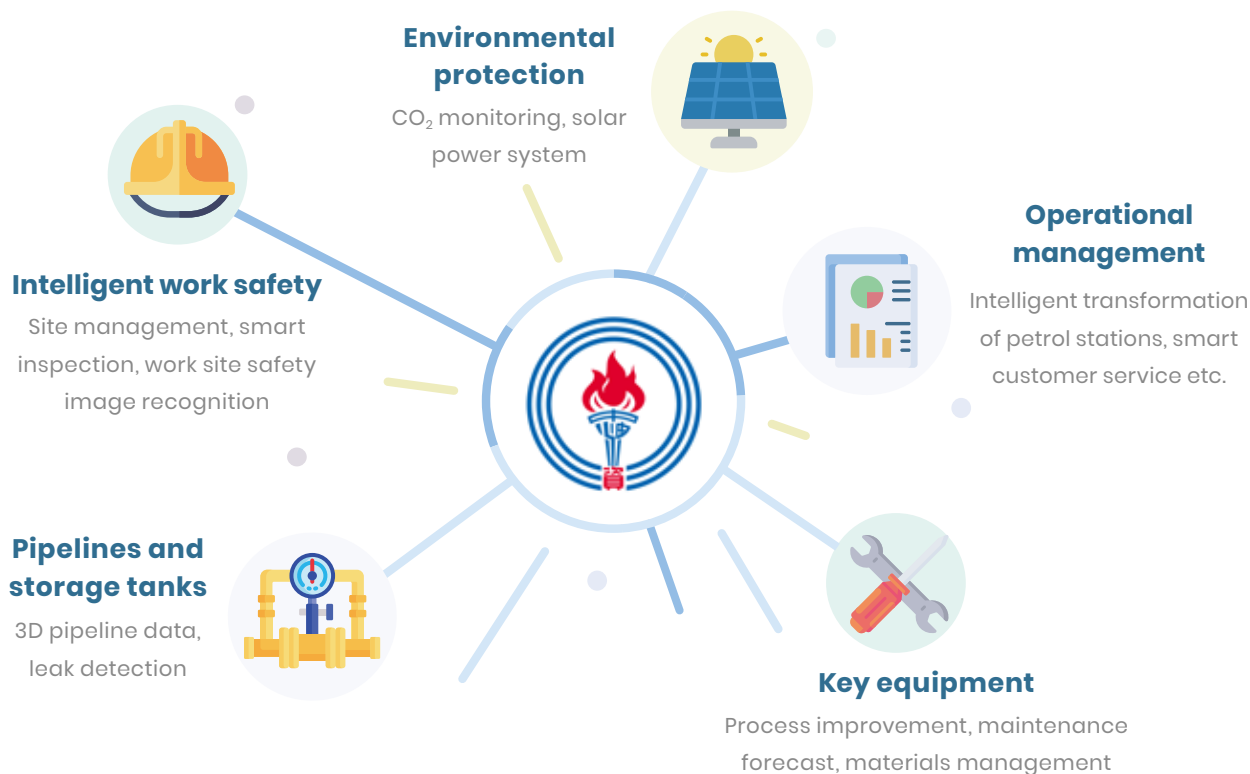 Environmental
protection
CO₂ monitoring, solar
power system
Intelligent work safety
Site management, smart
inspection, work site safety
image recognition
Operational
management
Intelligent transformation
of petrol stations, smart
customer service etc.
Pipelines and
storage tanks
3D pipeline data,
leak detection
Key equipment
Process improvement, maintenance
forecast, materials management